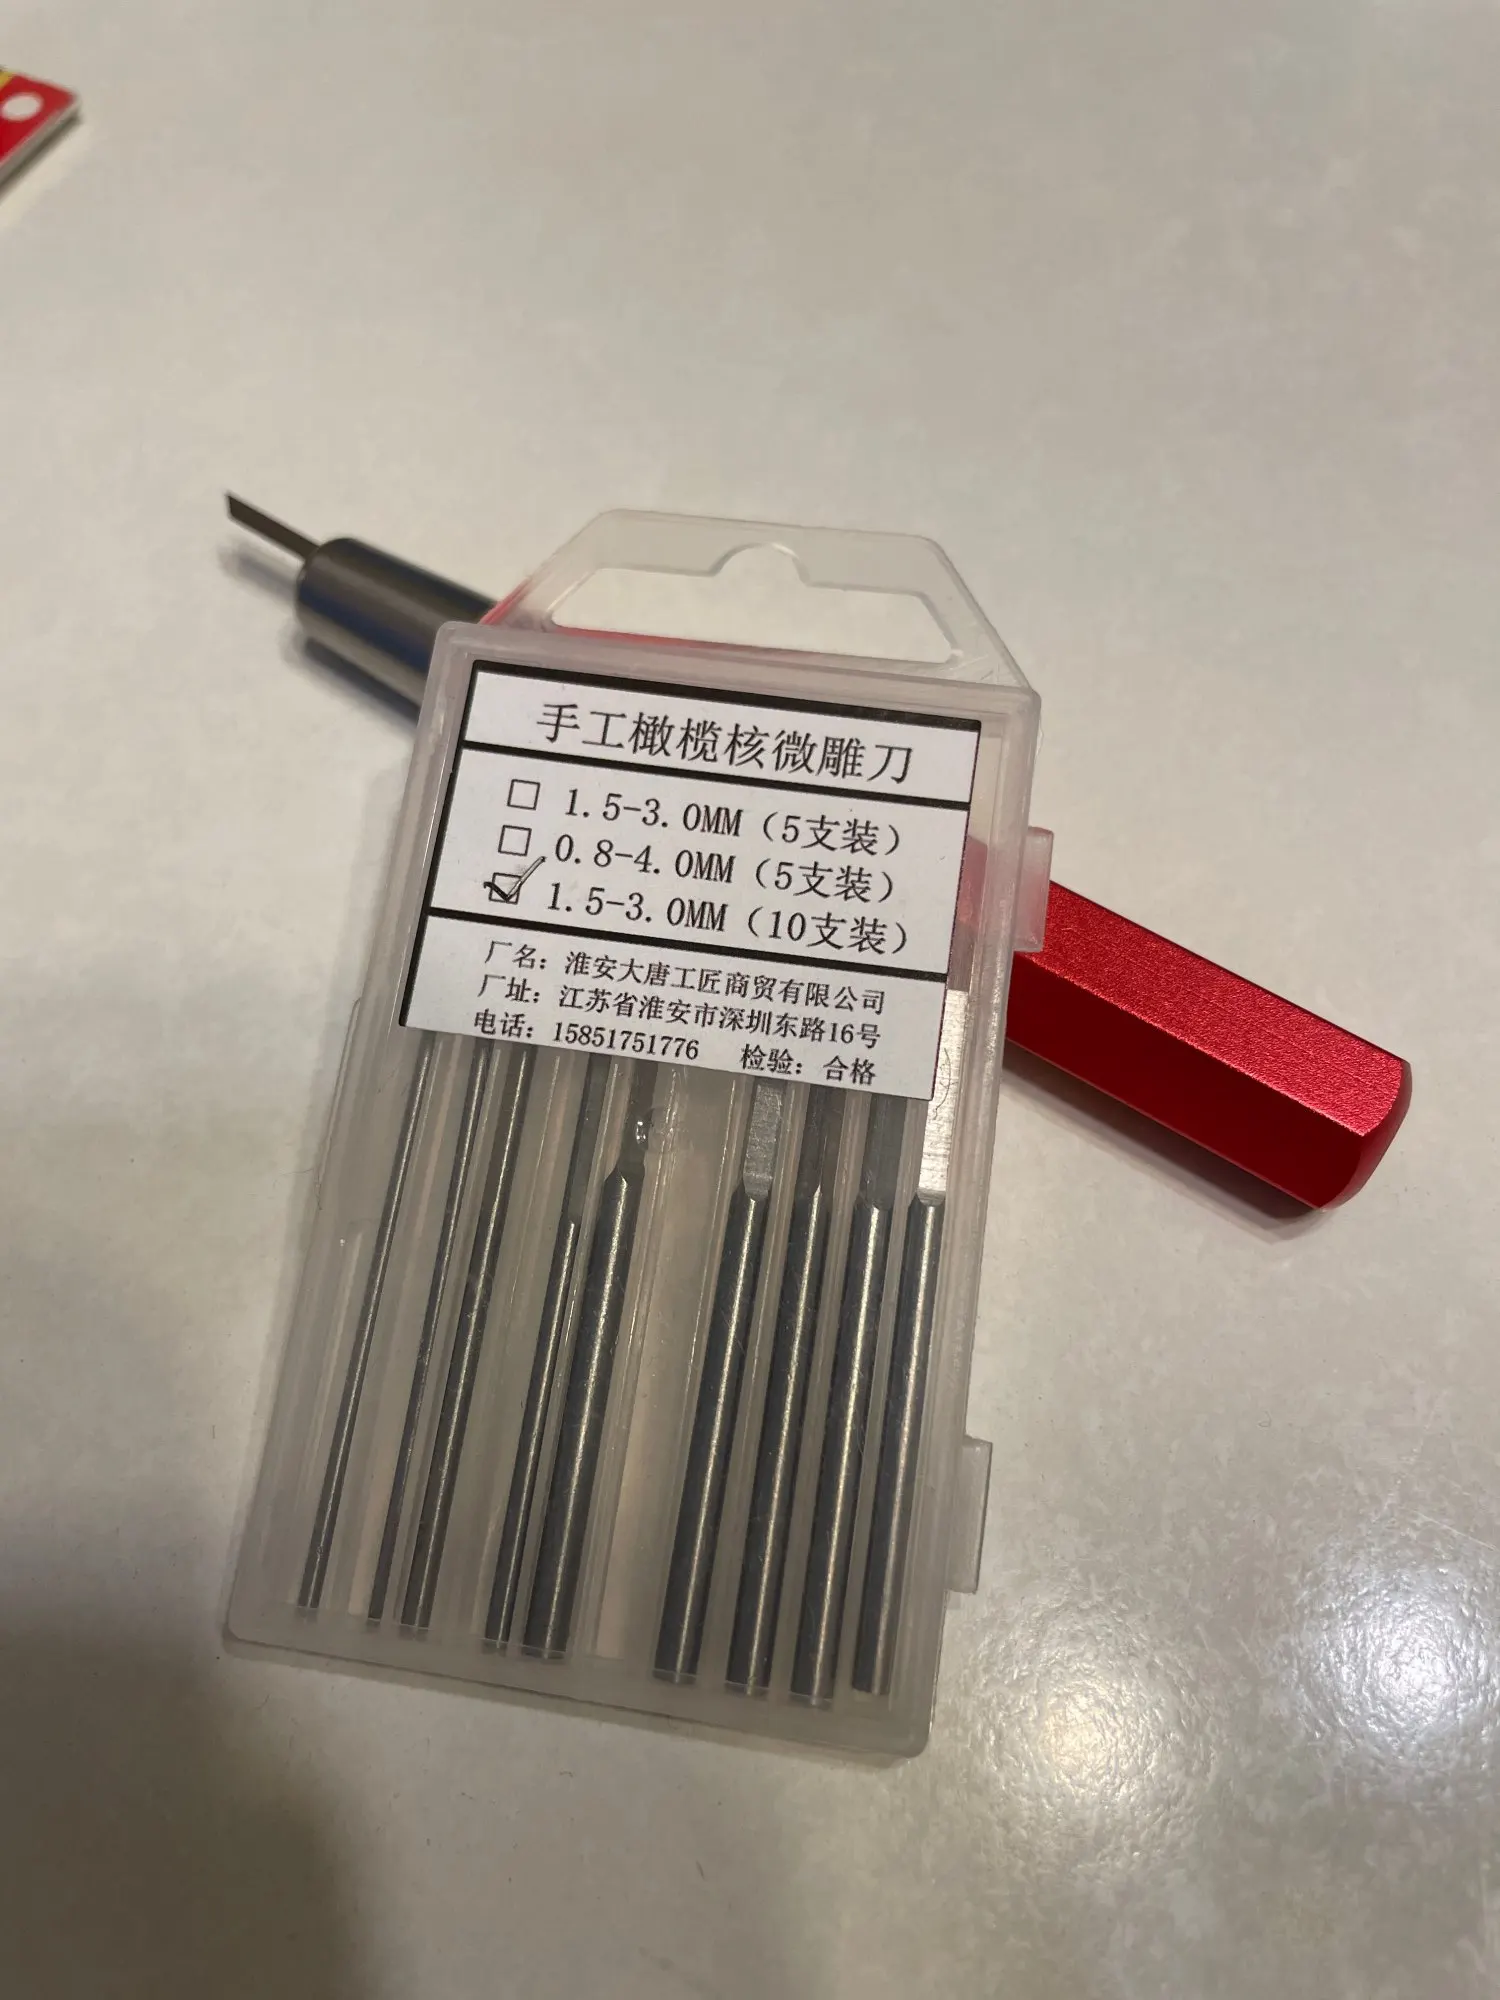 手工橄榄核微雕刀
☐ 1.5-3.0MM（5支装）
☐ 0.8-4.0MM（5支装）
☑ 1.5-3.0MM（10支装）
厂名：淮安大唐工匠商贸有限公司
厂址：江苏省淮安市深圳东路16号
电话：15851751776 检验：合格